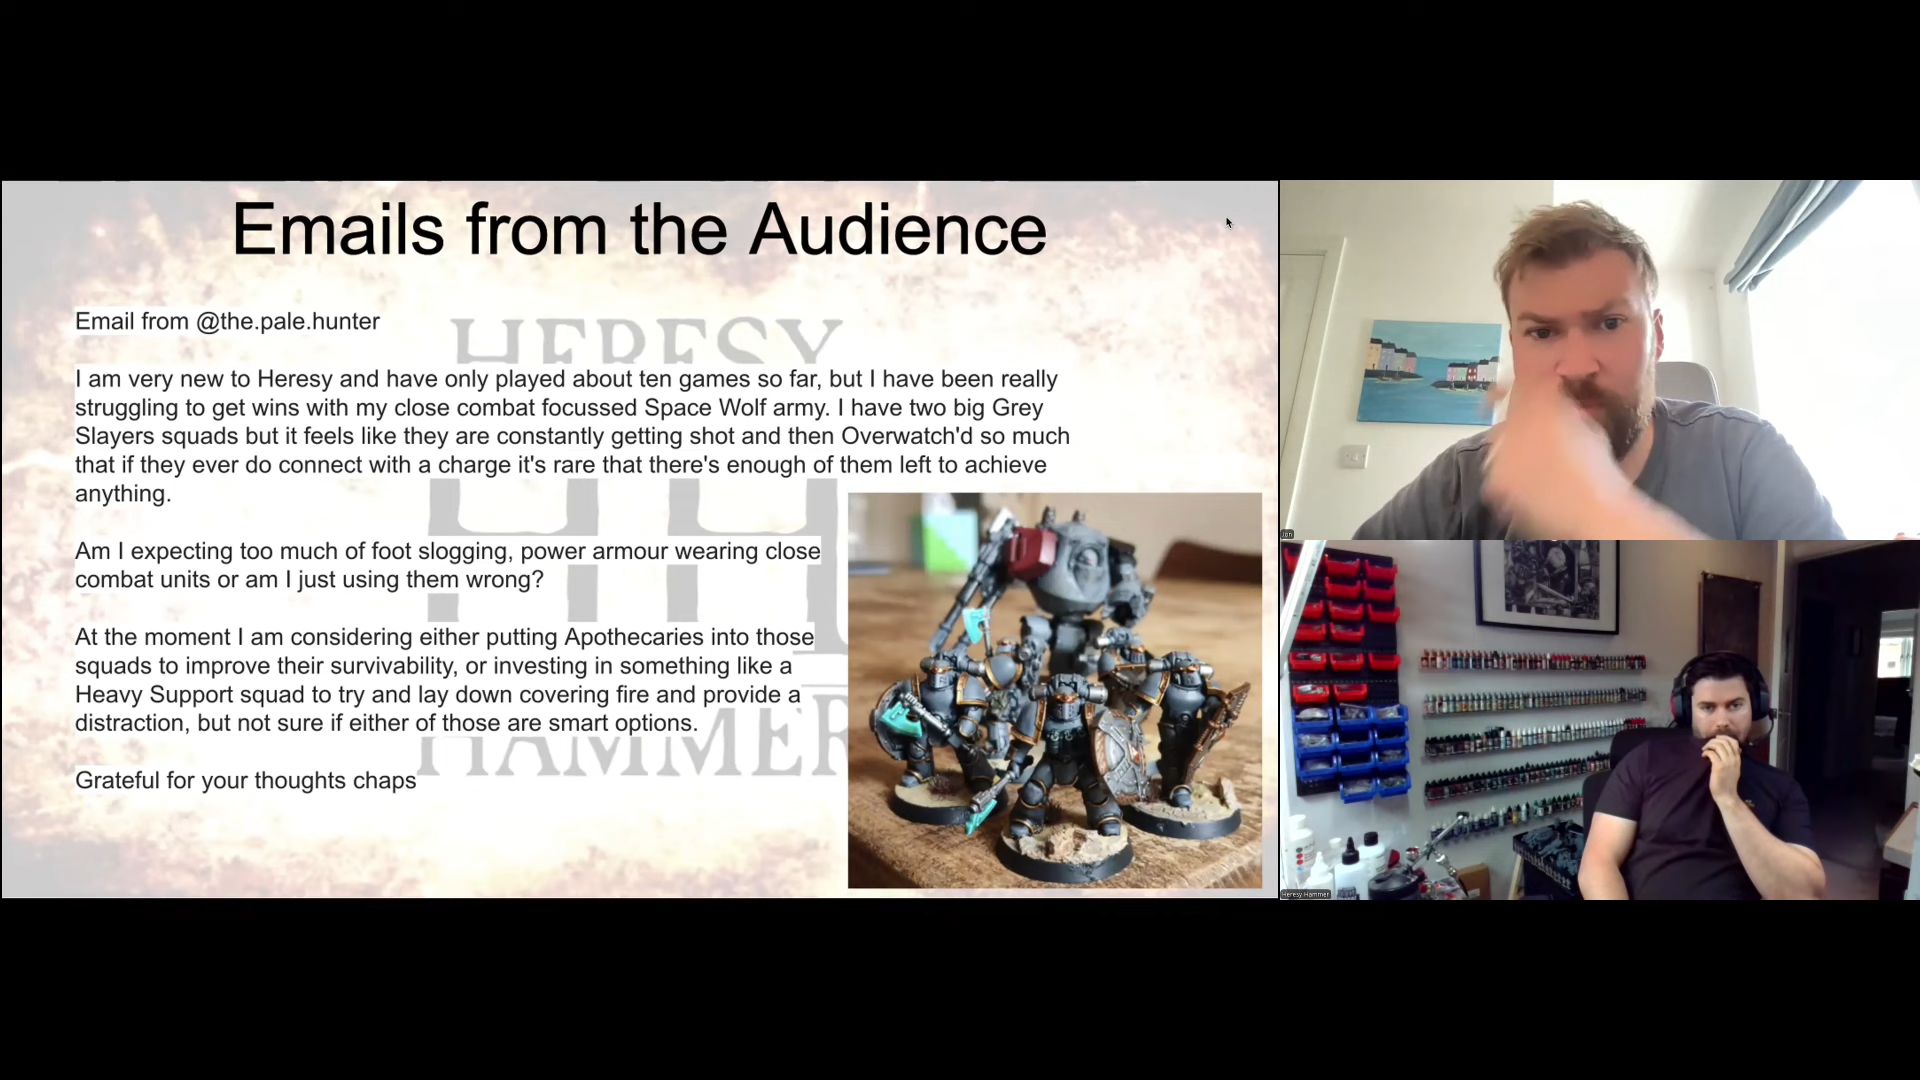 Emails from the Audience
Email from @the.pale.hunter
HERESY
I am very new to Heresy and have only played about ten games so far, but I have been really
struggling to get wins with my close combat focussed Space Wolf army. I have two big Grey
Slayers squads but it feels like they are constantly getting shot and then Overwatch'd so much
that if they ever do connect with a charge it's rare that there's enough of them left to achieve
anything.
HH
Am I expecting too much of foot slogging, power armour wearing close
combat units or am I just using them wrong?
At the moment I am considering either putting Apothecaries into those
squads to improve their survivability, or investing in something like a
Heavy Support squad to try and lay down covering fire and provide a
distraction, but not sure if either of those are smart options.
HAMMER
Grateful for your thoughts chaps
Jon
Heresy Hammer